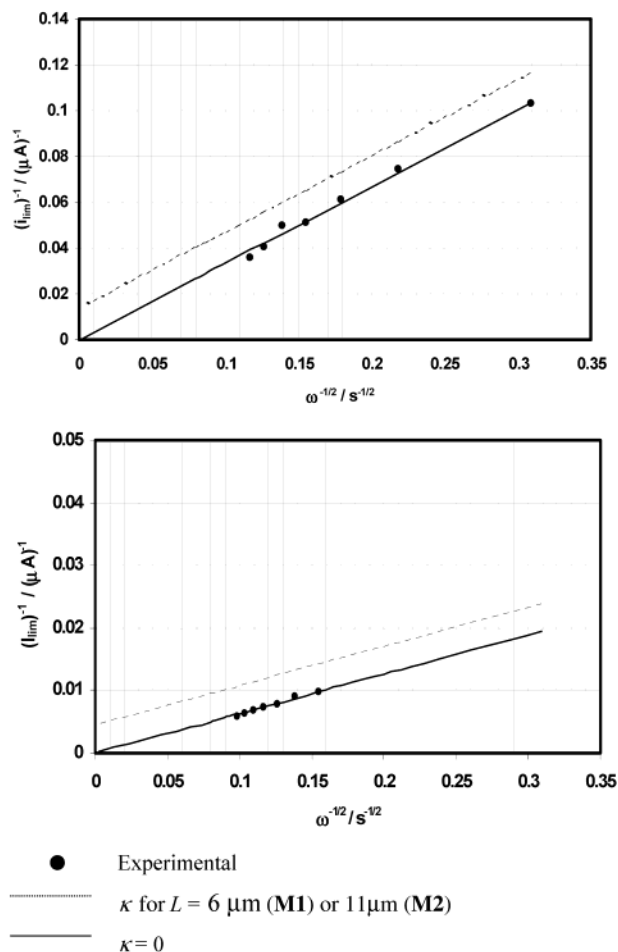 0.14
0.12
0.1
0.08
0.06
0.04
0.02
0
(i_lim)^-1 / (μ A)^-1
0 0.05 0.1 0.15 0.2 0.25 0.3 0.35
ω^-1/2 / s^-1/2
0.05
0.04
0.03
0.02
0.01
0
(I_lim)^-1 / (μ A)^-1
0 0.05 0.1 0.15 0.2 0.25 0.3 0.35
ω^-1/2 / s^-1/2
Experimental
κ for L = 6 μm (M1) or 11μm (M2)
κ = 0